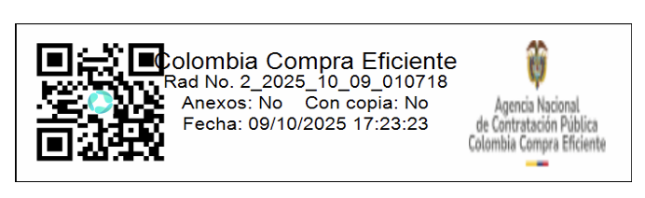 Colombia Compra Eficiente
Rad No. 2_2025_10_09_010718
Anexos: No Con copia: No
Fecha: 09/10/2025 17:23:23
Agencia Nacional
de Contratación Pública
Colombia Compra Eficiente